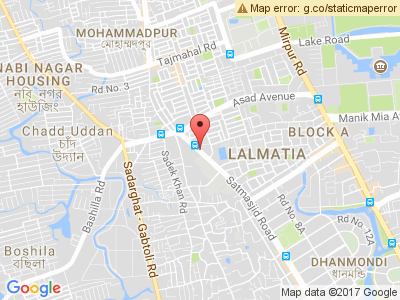 Map error: g.co/staticmaperror
MOHAMMADPUR
মোহাম্মদপুর
Tajmahal Rd
Lake Road
Mirpur Rd
NABI NAGAR
HOUSING
নবি নগর
হাউজিং
Rd No. 3
Asad Avenue
Manik Mia Av
Chadd Uddan
চাঁদ
উদ্যান
BLOCK A
LALMATIA
Sadek Khan Rd
Bashilla Rd
Sadarghat - Gabtoli Rd
Satmasjid Road
Rd No. 8A
Rd No. 12A
Boshila
বছিলা
DHANMONDI
ধানমন্ডি
Google
Map data ©2017 Google